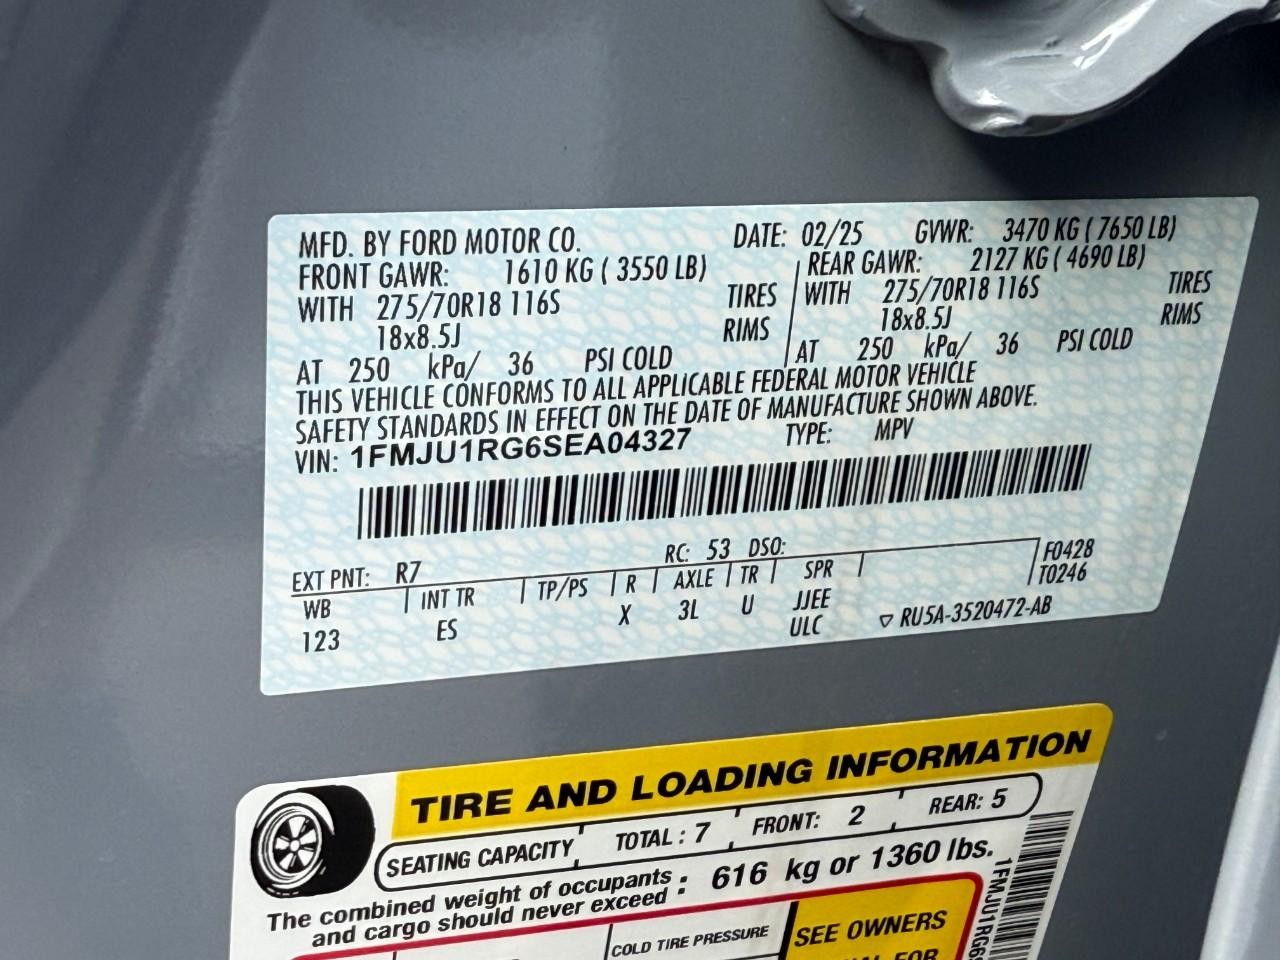 MFD. BY FORD MOTOR CO. DATE: 02/25 GVWR: 3470 KG ( 7650 LB)
FRONT GAWR: 1610 KG ( 3550 LB) REAR GAWR: 2127 KG ( 4690 LB)
WITH 275/70R18 116S TIRES WITH 275/70R18 116S TIRES
18x8.5J RIMS 18x8.5J RIMS
AT 250 kPa/ 36 PSI COLD AT 250 kPa/ 36 PSI COLD
THIS VEHICLE CONFORMS TO ALL APPLICABLE FEDERAL MOTOR VEHICLE
SAFETY STANDARDS IN EFFECT ON THE DATE OF MANUFACTURE SHOWN ABOVE.
VIN: 1FMJU1RG6SEA04327 TYPE: MPV
EXT PNT: R7 RC: 53 DSO: F0428
WB INT TR TP/PS R AXLE TR SPR T0246
123 ES X 3L U JJEE
ULC ▽ RU5A-3520472-AB
TIRE AND LOADING INFORMATION
SEATING CAPACITY TOTAL : 7 FRONT: 2 REAR: 5
The combined weight of occupants
and cargo should never exceed : 616 kg or 1360 lbs.
COLD TIRE PRESSURE
SEE OWNERS
FOR
1FMJU1RG6S